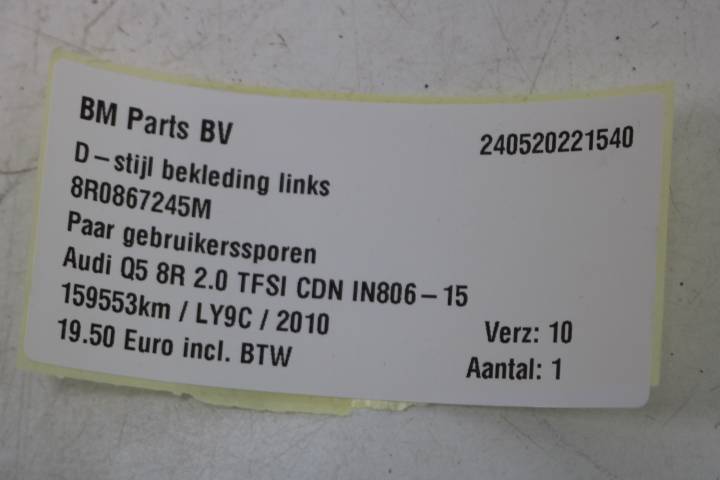 BM Parts BV
240520221540
D-stijl bekleding links
8R0867245M
Paar gebruikerssporen
Audi Q5 8R 2.0 TFSI CDN IN806-15
159553km / LY9C / 2010
Verz: 10
19.50 Euro incl. BTW
Aantal: 1